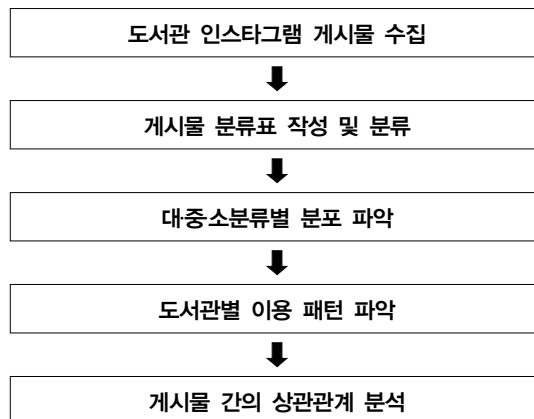 도서관 인스타그램 게시물 수집
게시물 분류표 작성 및 분류
대·중·소분류별 분포 파악
도서관별 이용 패턴 파악
게시물 간의 상관관계 분석